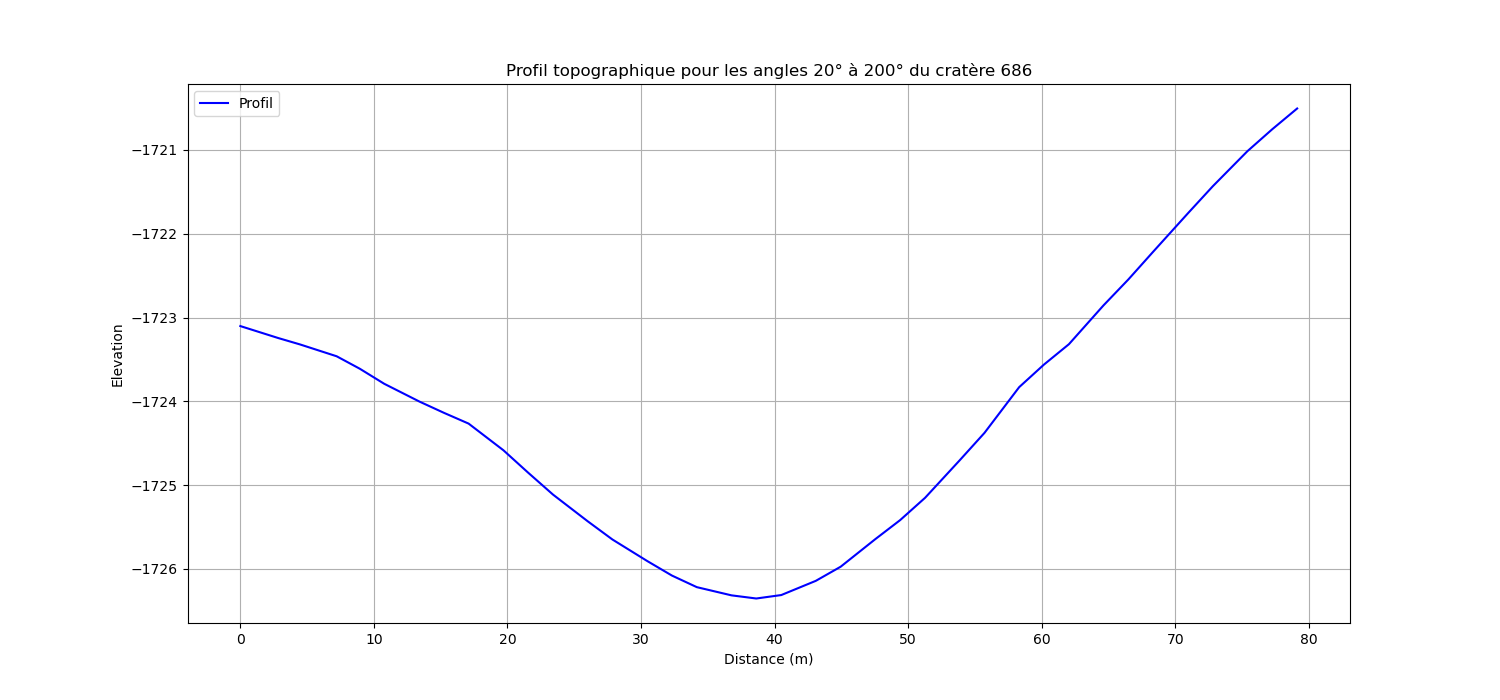 Profil topographique pour les angles 20° à 200° du cratère 686
Profil
−1721
−1722
−1723
−1724
−1725
−1726
Elevation
0 10 20 30 40 50 60 70 80
Distance (m)